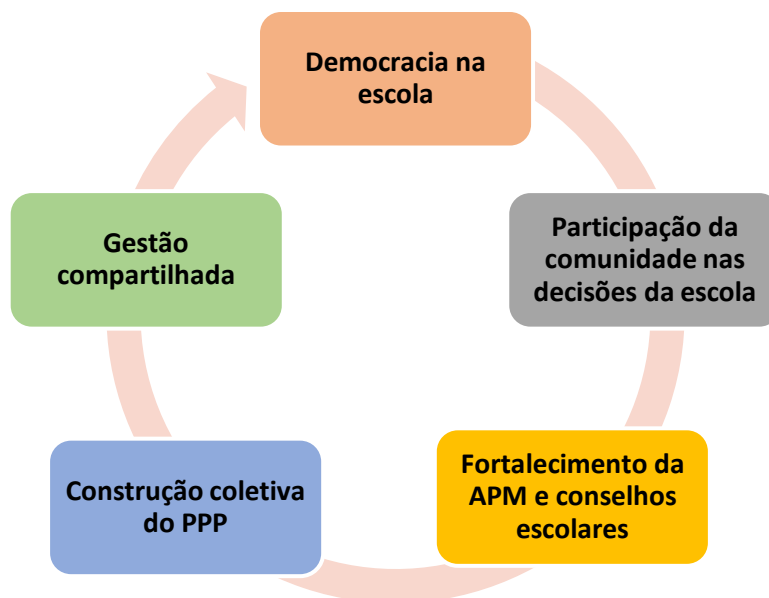 Democracia na
escola
Participação da
comunidade nas
decisões da escola
Fortalecimento da
APM e conselhos
escolares
Construção coletiva
do PPP
Gestão
compartilhada